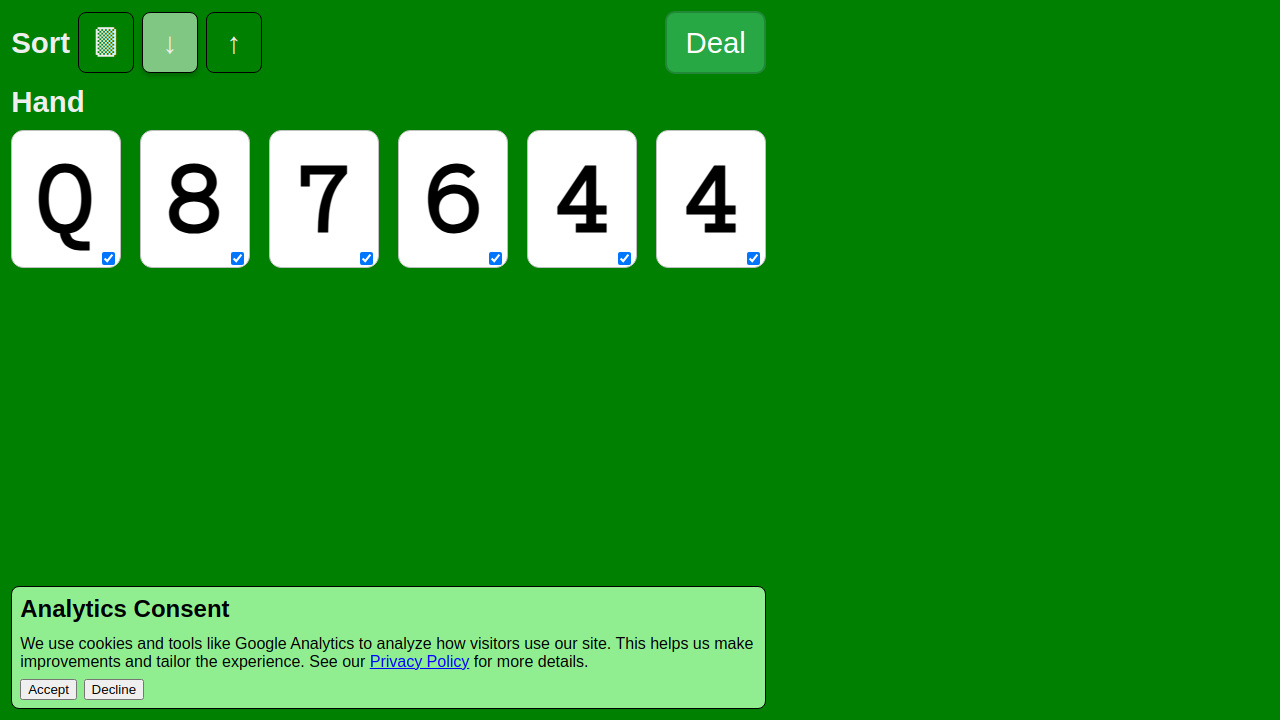 Sort 🂠 ↓ ↑ Deal
Hand
Q 8 7 6 4 4
Analytics Consent
We use cookies and tools like Google Analytics to analyze how visitors use our site. This helps us make
improvements and tailor the experience. See our Privacy Policy for more details.
Accept Decline